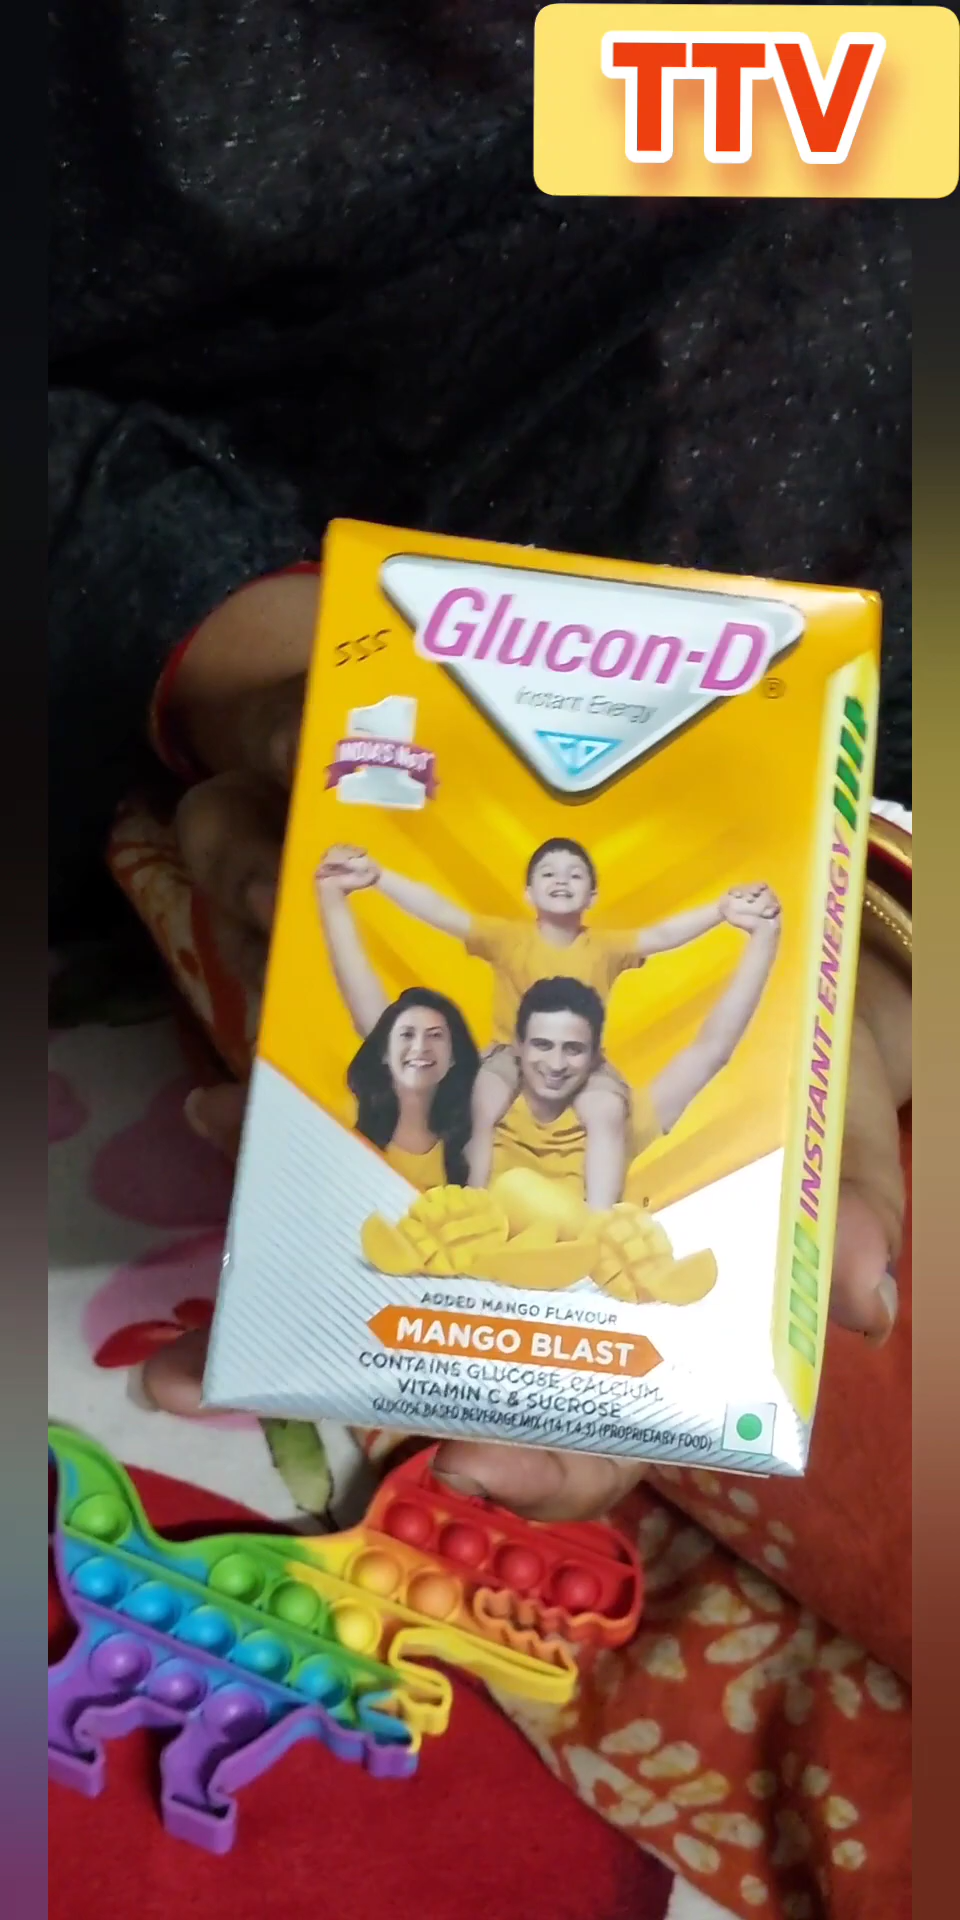 TTV
Glucon-D®
Instant Energy
INDIA'S No.1
INSTANT ENERGY
ADDED MANGO FLAVOUR
MANGO BLAST
CONTAINS GLUCOSE, CALCIUM,
VITAMIN C & SUCROSE
GLUCOSE BASED BEVERAGE MIX (14.1.4.3) (PROPRIETARY FOOD)